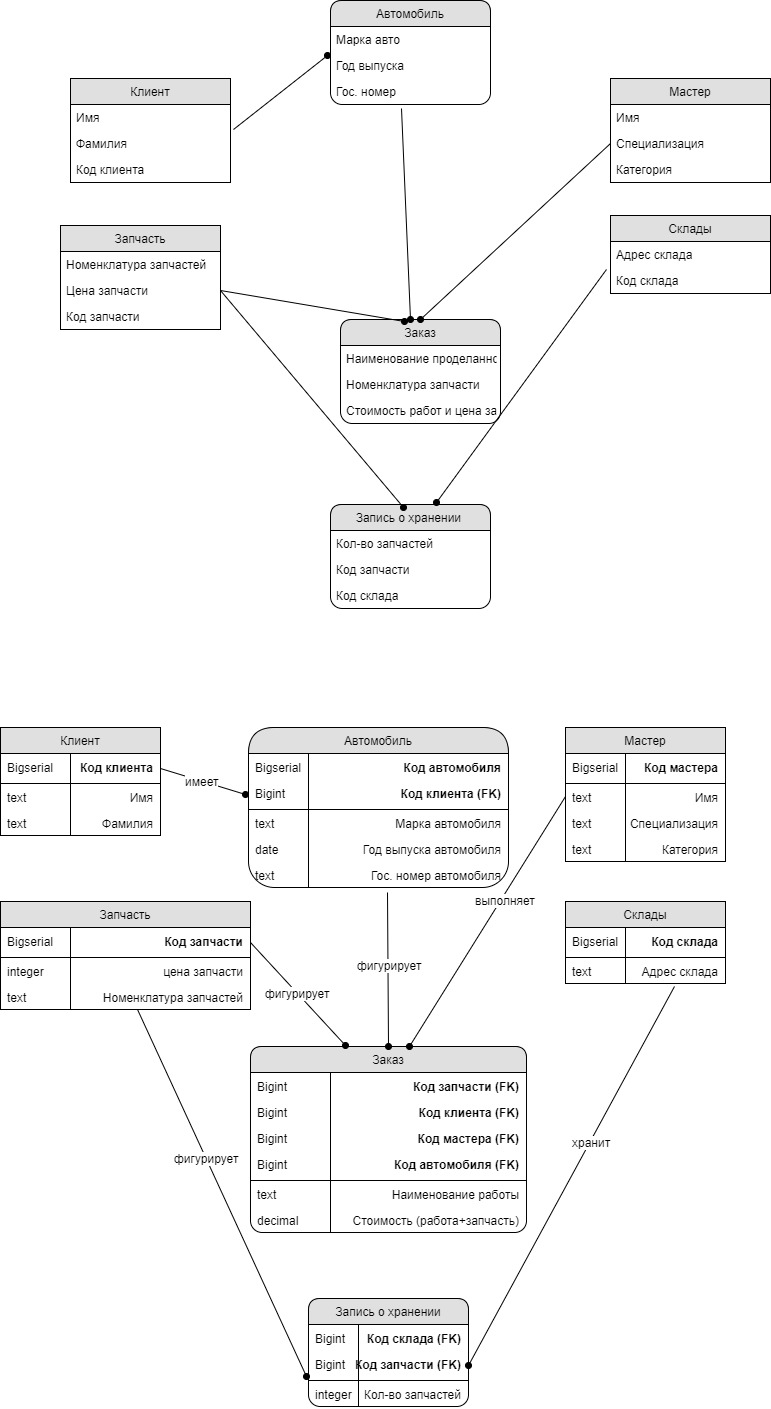 Автомобиль
Марка авто
Год выпуска
Гос. номер
Клиент
Имя
Фамилия
Код клиента
Мастер
Имя
Специализация
Категория
Запчасть
Номенклатура запчастей
Цена запчасти
Код запчасти
Склады
Адрес склада
Код склада
Заказ
Наименование проделанно
Номенклатура запчасти
Стоимость работ и цена за
Запись о хранении
Кол-во запчастей
Код запчасти
Код склада
Клиент
Bigserial Код клиента
text Имя
text Фамилия
имеет
Автомобиль
Bigserial Код автомобиля
Bigint Код клиента (FK)
text Марка автомобиля
date Год выпуска автомобиля
text Гос. номер автомобиля
Мастер
Bigserial Код мастера
text Имя
text Специализация
text Категория
выполняет
Запчасть
Bigserial Код запчасти
integer цена запчасти
text Номенклатура запчастей
фигурирует
фигурирует
Склады
Bigserial Код склада
text Адрес склада
Заказ
Bigint Код запчасти (FK)
Bigint Код клиента (FK)
Bigint Код мастера (FK)
Bigint Код автомобиля (FK)
text Наименование работы
decimal Стоимость (работа+запчасть)
фигурирует
хранит
Запись о хранении
Bigint Код склада (FK)
Bigint Код запчасти (FK)
integer Кол-во запчастей